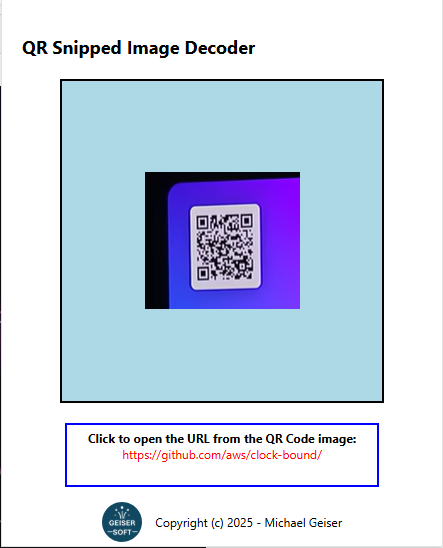 QR Snipped Image Decoder
Click to open the URL from the QR Code image:
https://github.com/aws/clock-bound/
GEISER
SOFT
Copyright (c) 2025 - Michael Geiser